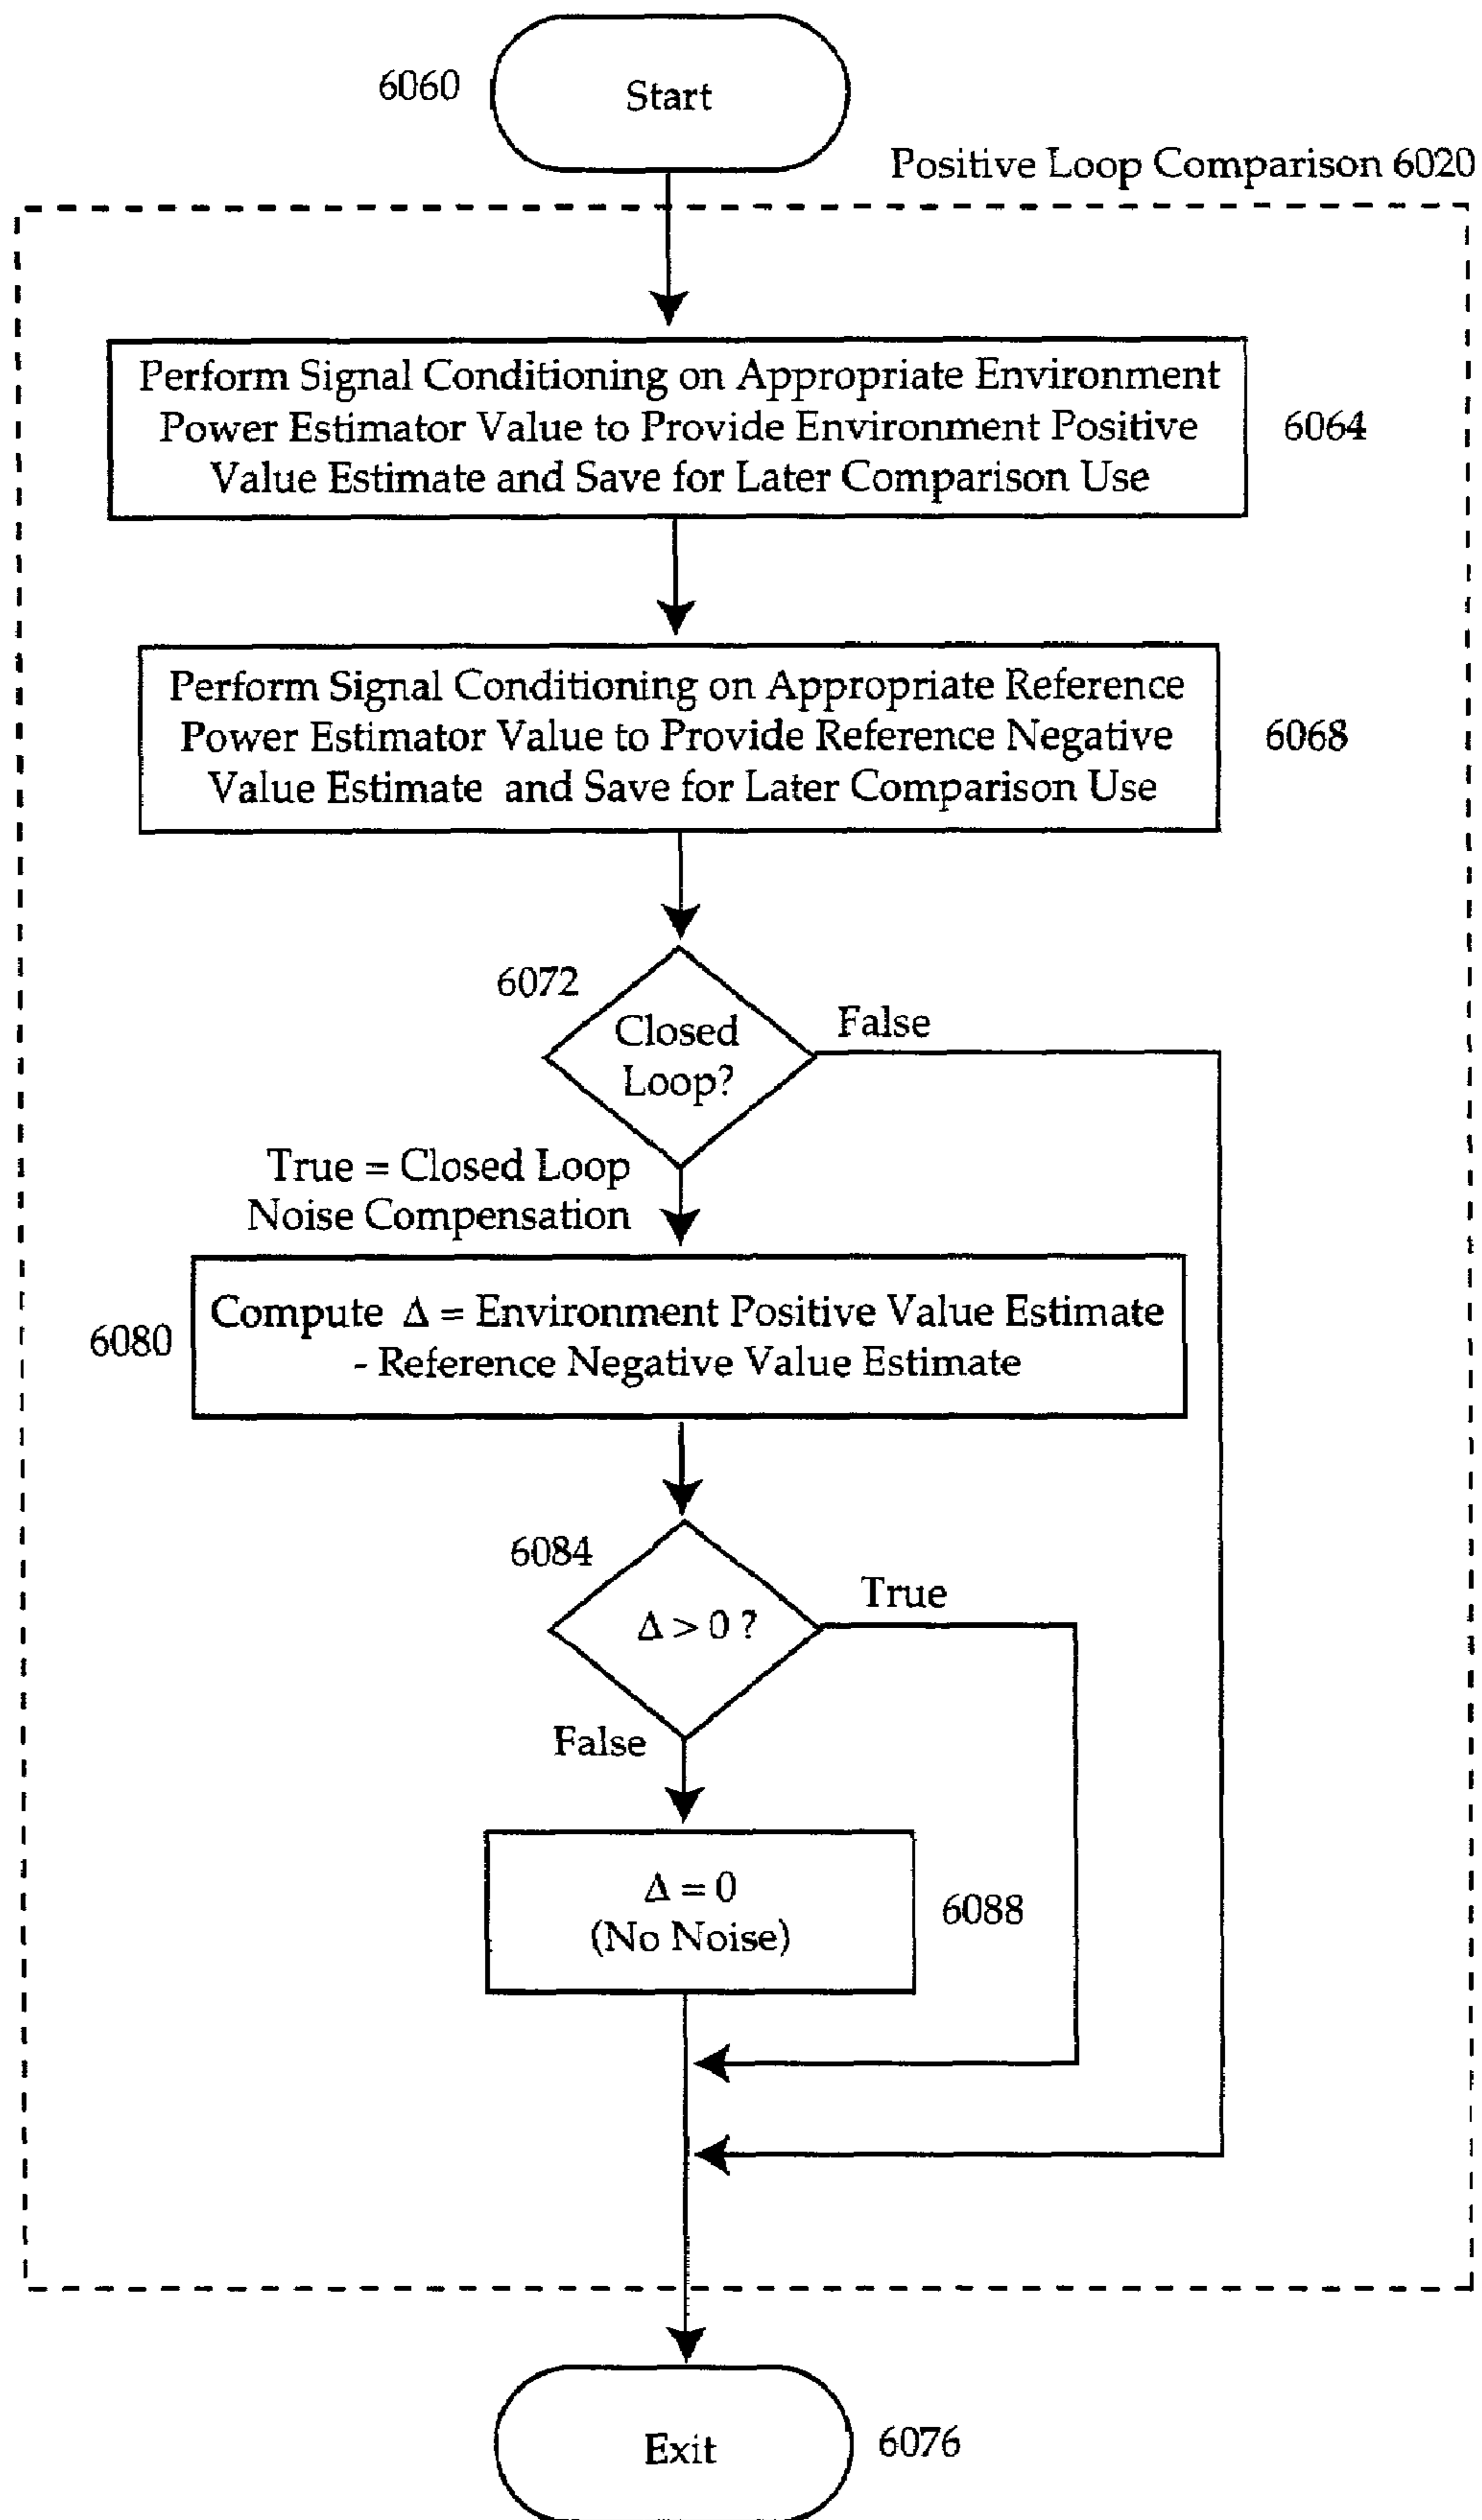 6060
Start
Positive Loop Comparison 6020
Perform Signal Conditioning on Appropriate Environment
Power Estimator Value to Provide Environment Positive
Value Estimate and Save for Later Comparison Use
6064
Perform Signal Conditioning on Appropriate Reference
Power Estimator Value to Provide Reference Negative
Value Estimate and Save for Later Comparison Use
6068
6072
Closed
Loop?
False
True = Closed Loop
Noise Compensation
6080
Compute Δ = Environment Positive Value Estimate
- Reference Negative Value Estimate
6084
Δ > 0 ?
True
False
Δ = 0
(No Noise)
6088
Exit
6076